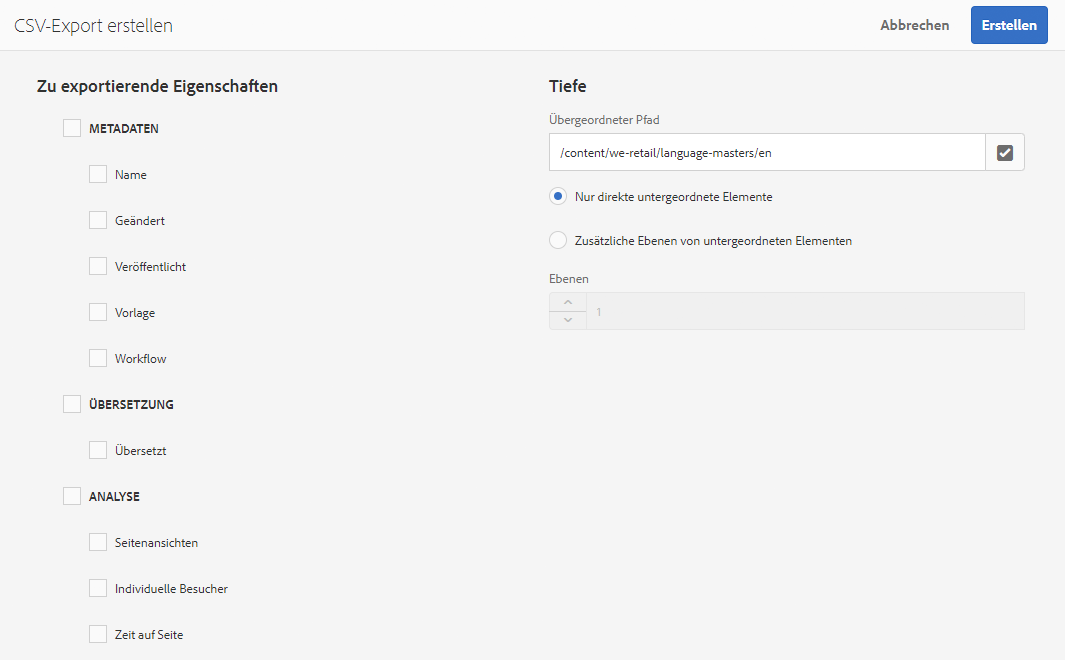 CSV-Export erstellen
Abbrechen
Erstellen
Zu exportierende Eigenschaften
METADATEN
Name
Geändert
Veröffentlicht
Vorlage
Workflow
ÜBERSETZUNG
Übersetzt
ANALYSE
Seitenansichten
Individuelle Besucher
Zeit auf Seite
Tiefe
Übergeordneter Pfad
/content/we-retail/language-masters/en
Nur direkte untergeordnete Elemente
Zusätzliche Ebenen von untergeordneten Elementen
Ebenen
1